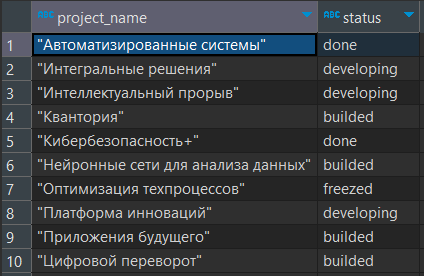 ABC project_name ABC status
1 "Автоматизированные системы" done
2 "Интегральные решения" developing
3 "Интеллектуальный прорыв" developing
4 "Квантория" builded
5 "Кибербезопасность+" done
6 "Нейронные сети для анализа данных" builded
7 "Оптимизация техпроцессов" freezed
8 "Платформа инноваций" developing
9 "Приложения будущего" builded
10 "Цифровой переворот" builded